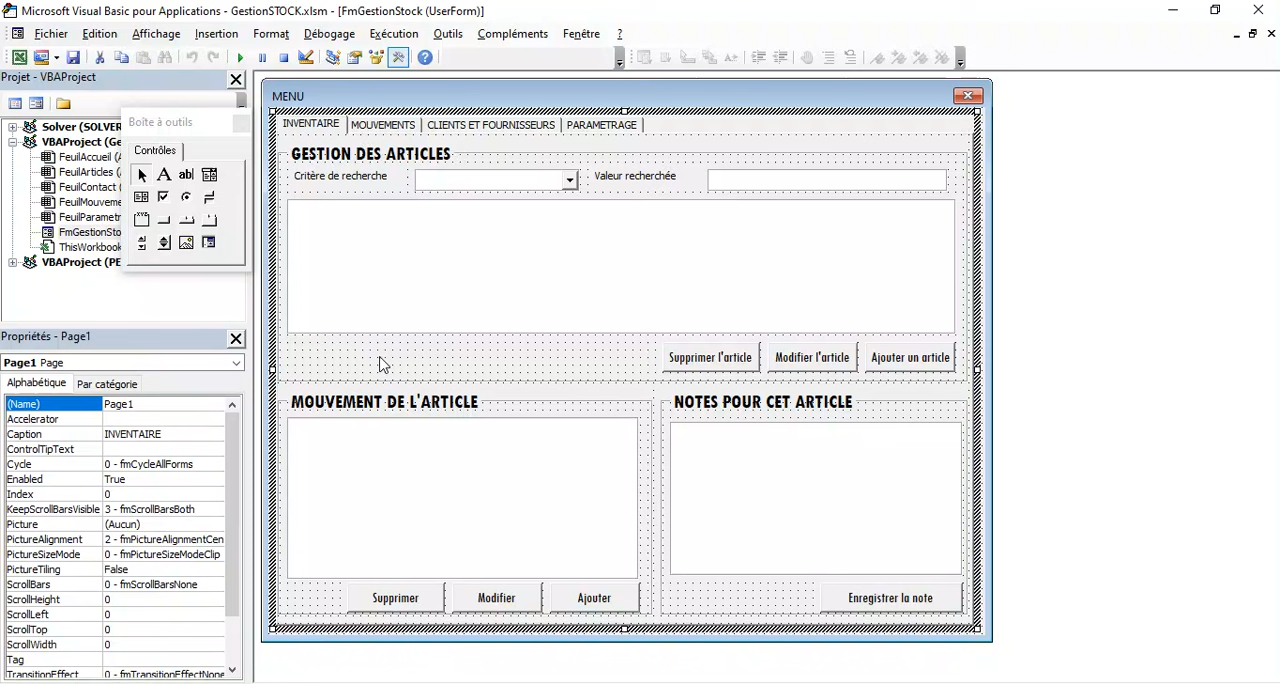 Microsoft Visual Basic pour Applications - GestionSTOCK.xlsm - [FmGestionStock (UserForm)]
Fichier Edition Affichage Insertion Format Débogage Exécution Outils Compléments Fenêtre ?
Projet - VBAProject
Solver (SOLVER
VBAProject (Ge
FeuilAccueil (
FeuilArticles (
FeuilContact (
FeuilMouveme
FeuilParametr
FmGestionSto
ThisWorkbook
VBAProject (PE
Boîte à outils
Contrôles
Propriétés - Page1
Page1 Page
Alphabétique Par catégorie
(Name) Page1
Accelerator
Caption INVENTAIRE
ControlTipText
Cycle 0 - fmCycleAllForms
Enabled True
Index 0
KeepScrollBarsVisible 3 - fmScrollBarsBoth
Picture (Aucun)
PictureAlignment 2 - fmPictureAlignmentCen
PictureSizeMode 0 - fmPictureSizeModeClip
PictureTiling False
ScrollBars 0 - fmScrollBarsNone
ScrollHeight 0
ScrollLeft 0
ScrollTop 0
ScrollWidth 0
Tag
TransitionEffect 0 - fmTransitionEffectNone
MENU
INVENTAIRE MOUVEMENTS CLIENTS ET FOURNISSEURS PARAMETRAGE
GESTION DES ARTICLES
Critère de recherche Valeur recherchée
Supprimer l'article Modifier l'article Ajouter un article
MOUVEMENT DE L'ARTICLE
Supprimer Modifier Ajouter
NOTES POUR CET ARTICLE
Enregistrer la note